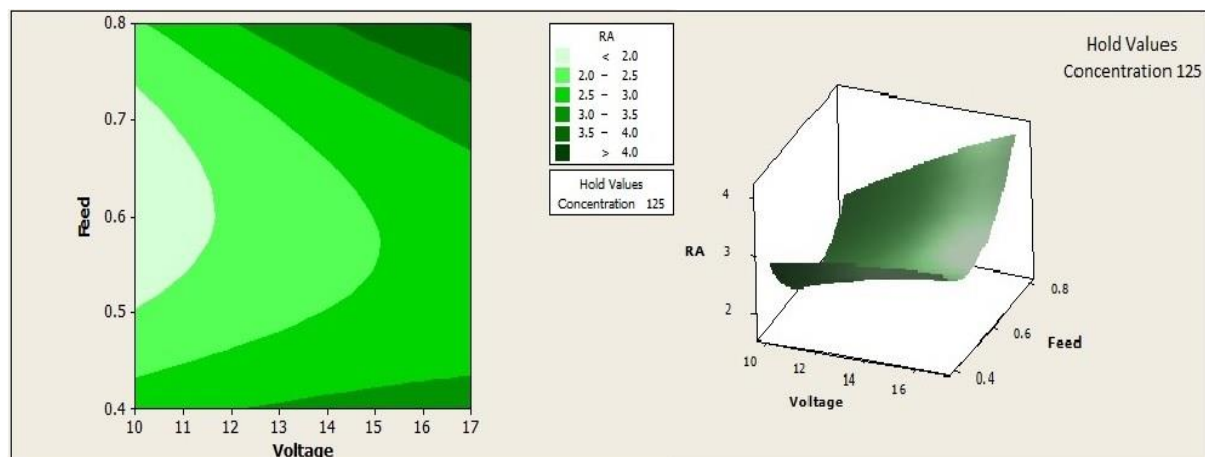 0.8
0.7
0.6
0.5
0.4
Feed
10 11 12 13 14 15 16 17
Voltage
RA
< 2.0
2.0 – 2.5
2.5 – 3.0
3.0 – 3.5
3.5 – 4.0
> 4.0
Hold Values
Concentration 125
Hold Values
Concentration 125
4
3
2
RA
10 12 14 16
Voltage
0.4
0.6
0.8
Feed